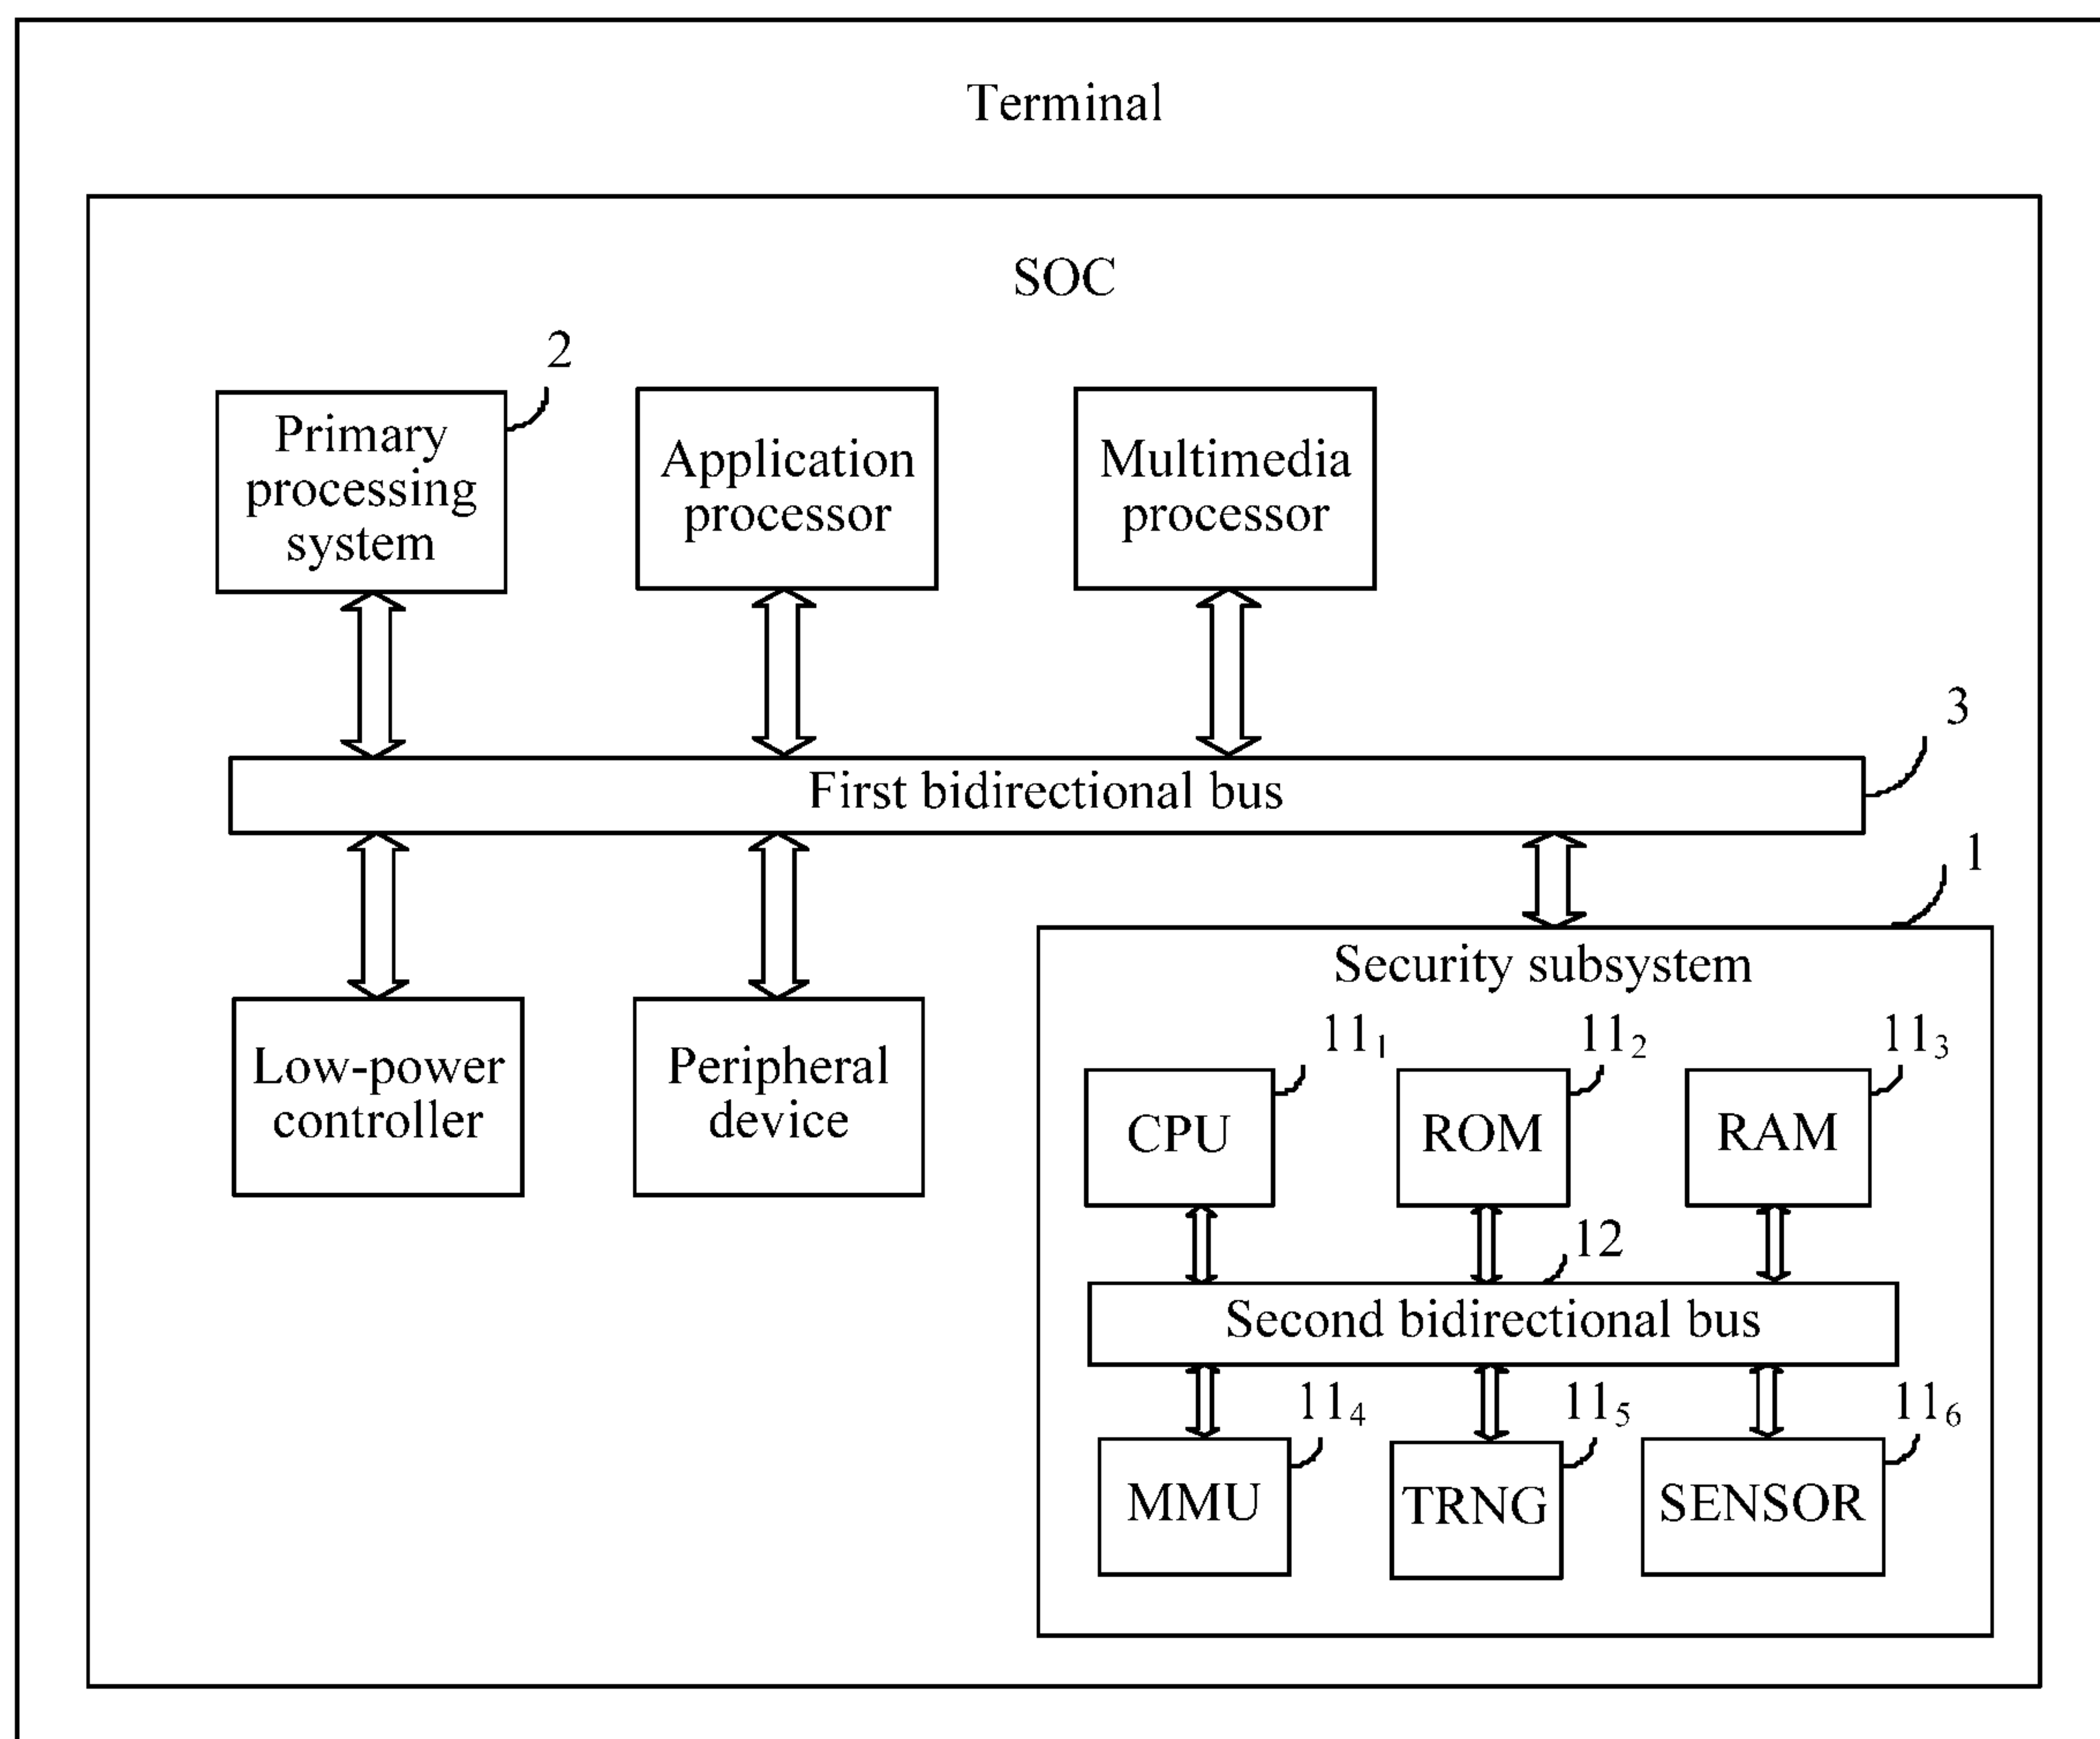 Terminal
SOC
2
Primary
processing
system
Application
processor
Multimedia
processor
3
First bidirectional bus
1
Low-power
controller
Peripheral
device
Security subsystem
11₁
11₂
11₃
CPU
ROM
RAM
12
Second bidirectional bus
11₄
11₅
11₆
MMU
TRNG
SENSOR